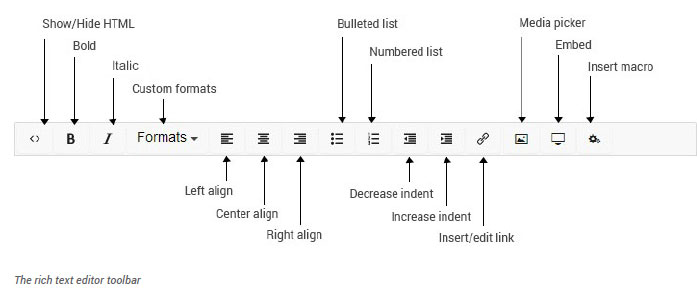 Show/Hide HTML
Bold
Italic
Custom formats
Bulleted list
Numbered list
Media picker
Embed
Insert macro
<> B I Formats
Left align
Center align
Right align
Decrease indent
Increase indent
Insert/edit link
The rich text editor toolbar